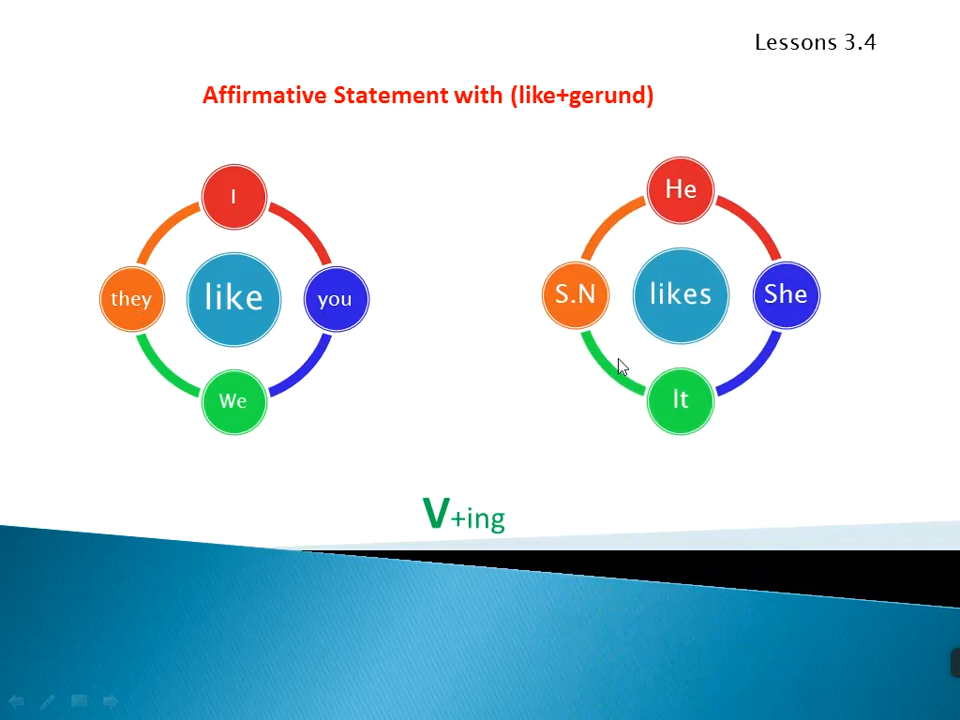 Lessons 3.4
Affirmative Statement with (like+gerund)
I
they
like
you
We
He
S.N
likes
She
It
V+ing